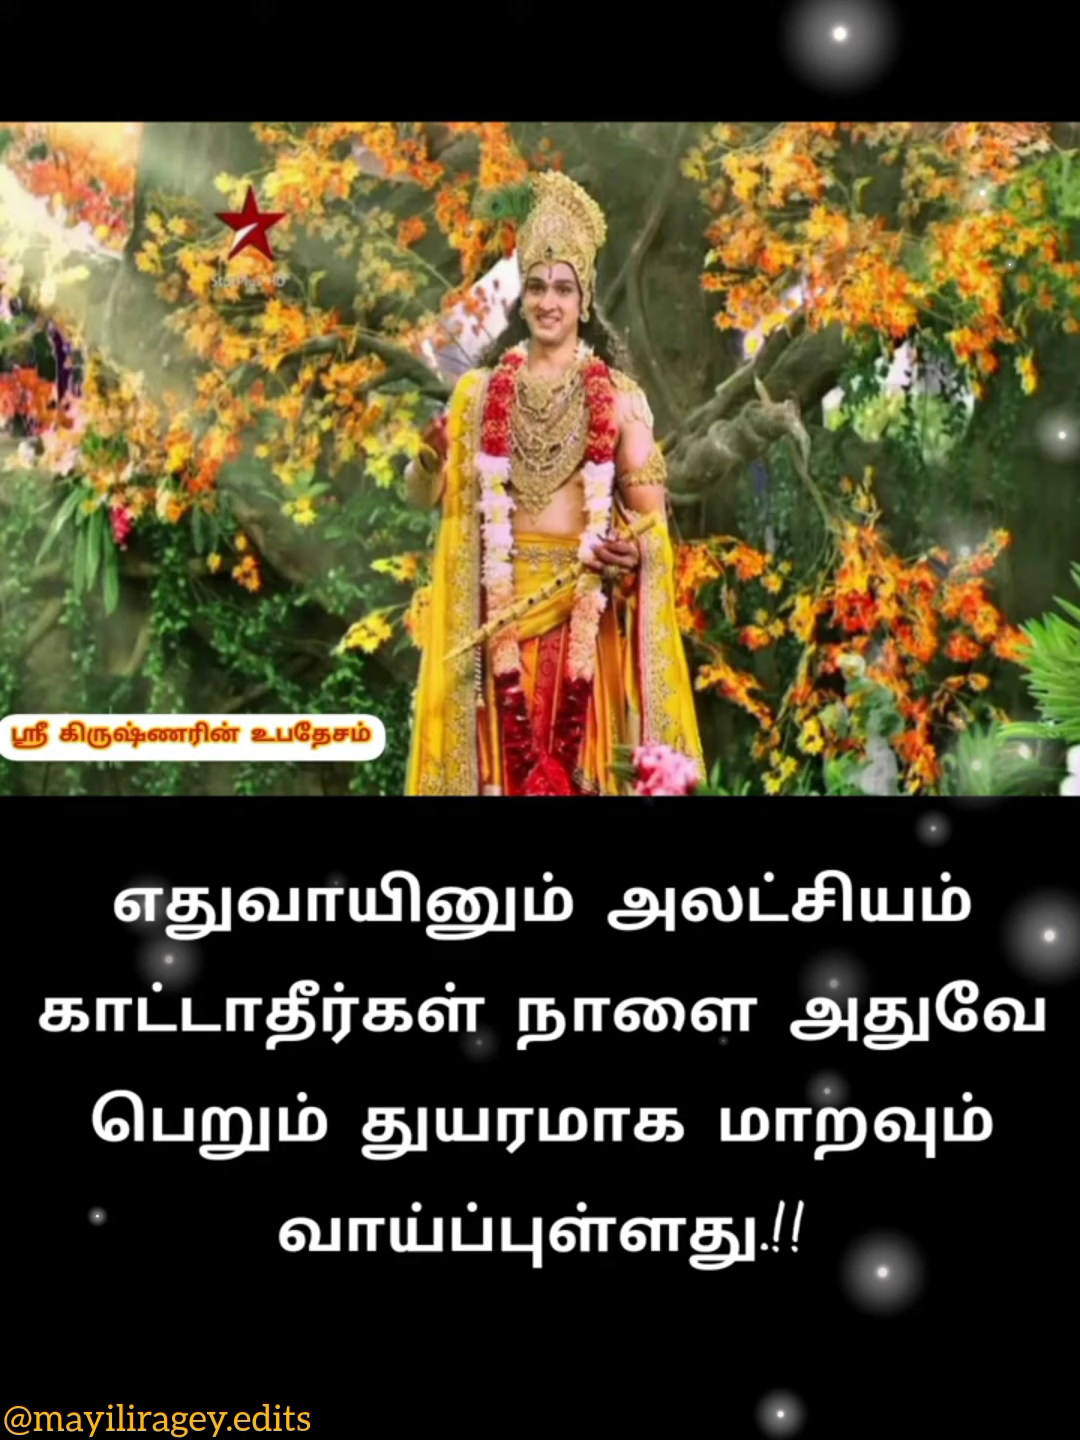 ஸ்ரீ கிருஷ்ணரின் உபதேசம்
எதுவாயினும் அலட்சியம்
காட்டாதீர்கள் நாளை அதுவே
பெறும் துயரமாக மாறவும்
வாய்ப்புள்ளது.!!
@mayiliragey.edits